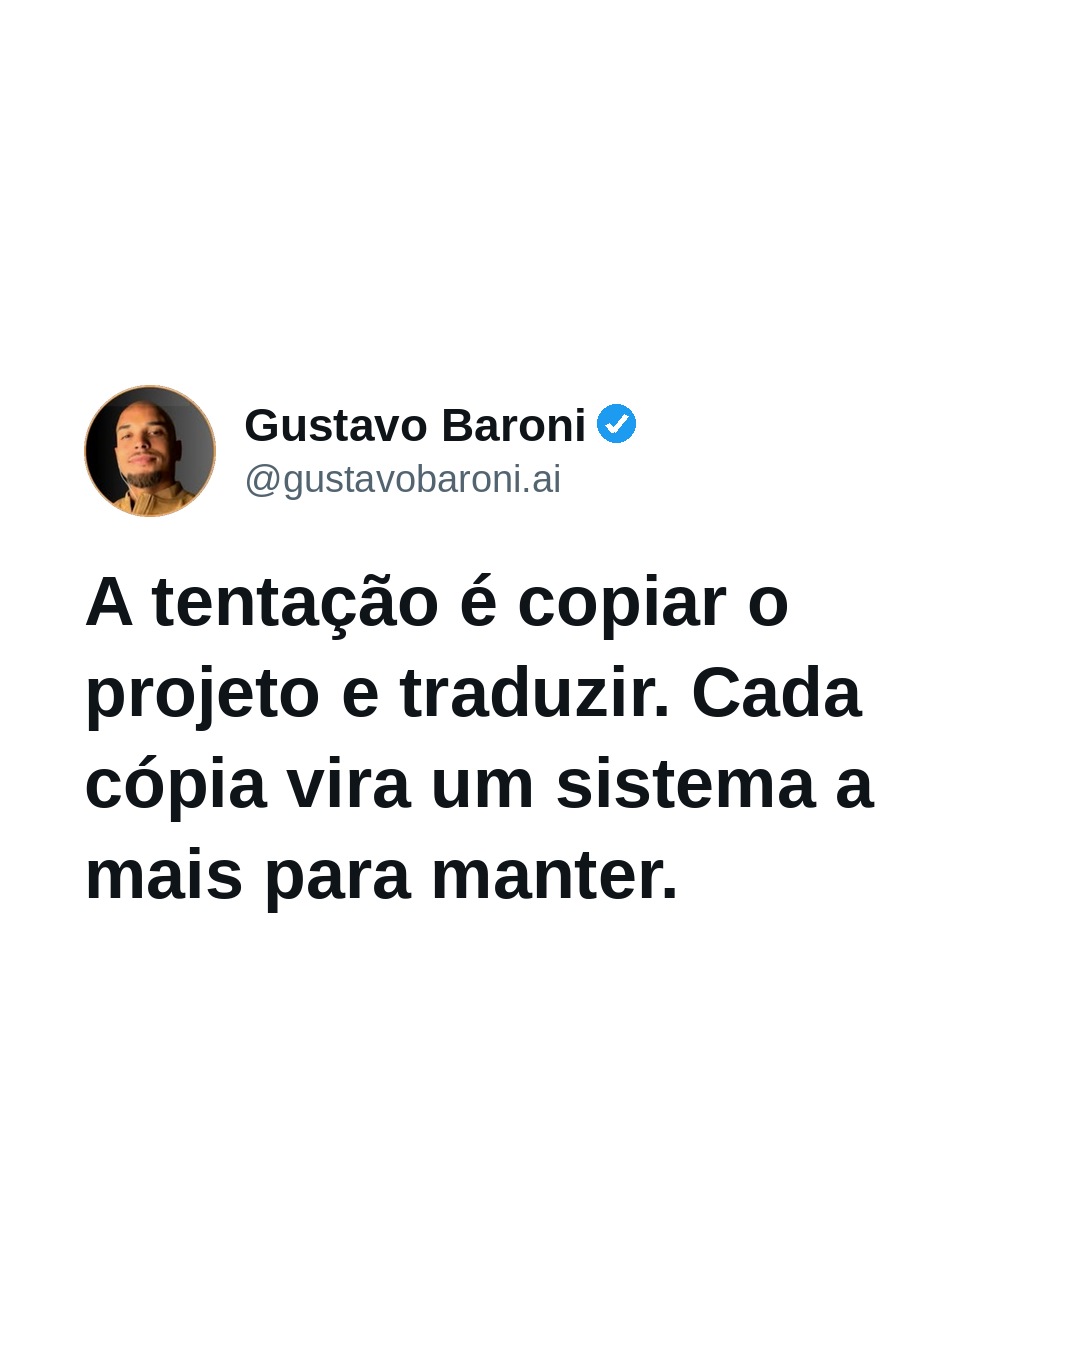 Gustavo Baroni
@gustavobaroni.ai
A tentação é copiar o
projeto e traduzir. Cada
cópia vira um sistema a
mais para manter.